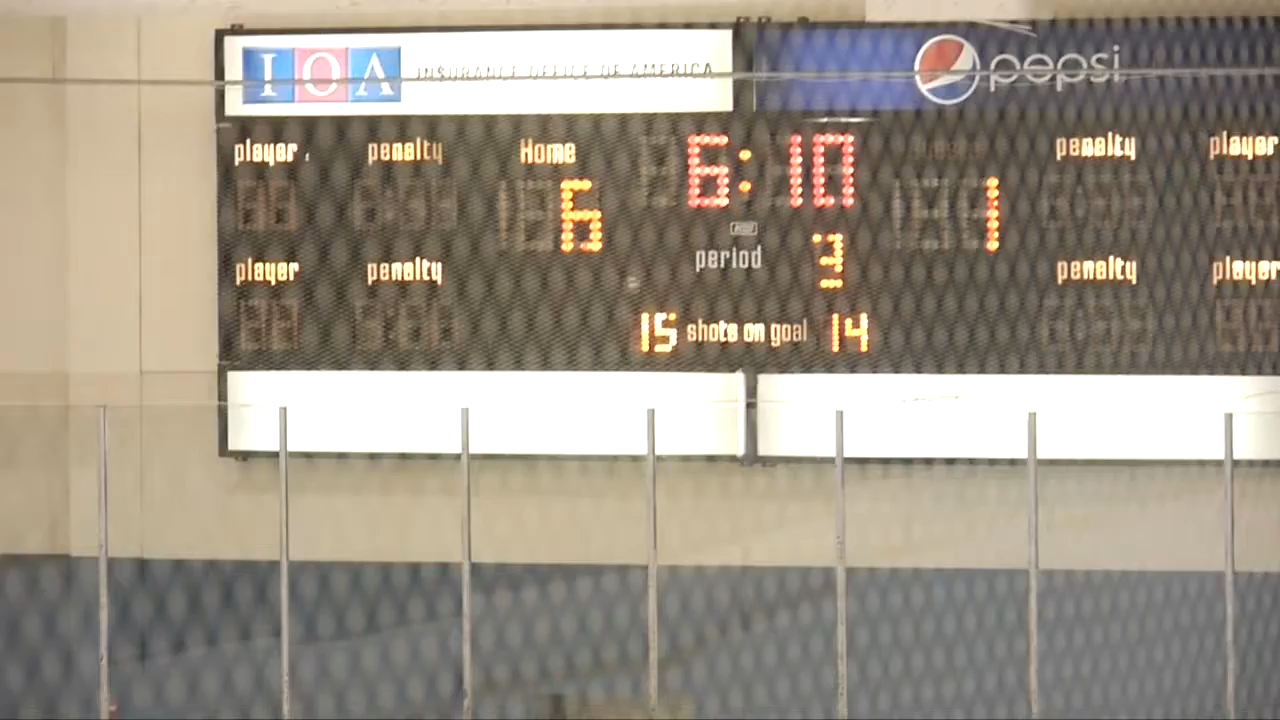 IOA INSURANCE OFFICE OF AMERICA
pepsi
player penalty Home 6:10 penalty player
6 1
period 3
player penalty penalty player
15 shots on goal 14